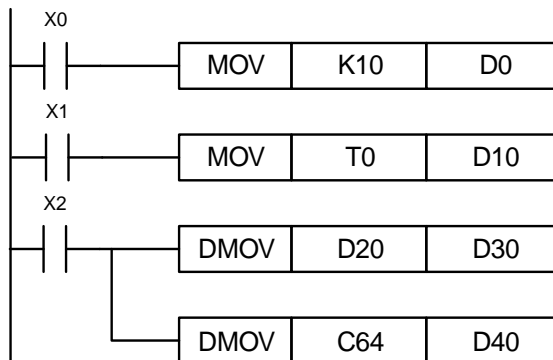 X0
MOV K10 D0
X1
MOV T0 D10
X2
DMOV D20 D30
DMOV C64 D40